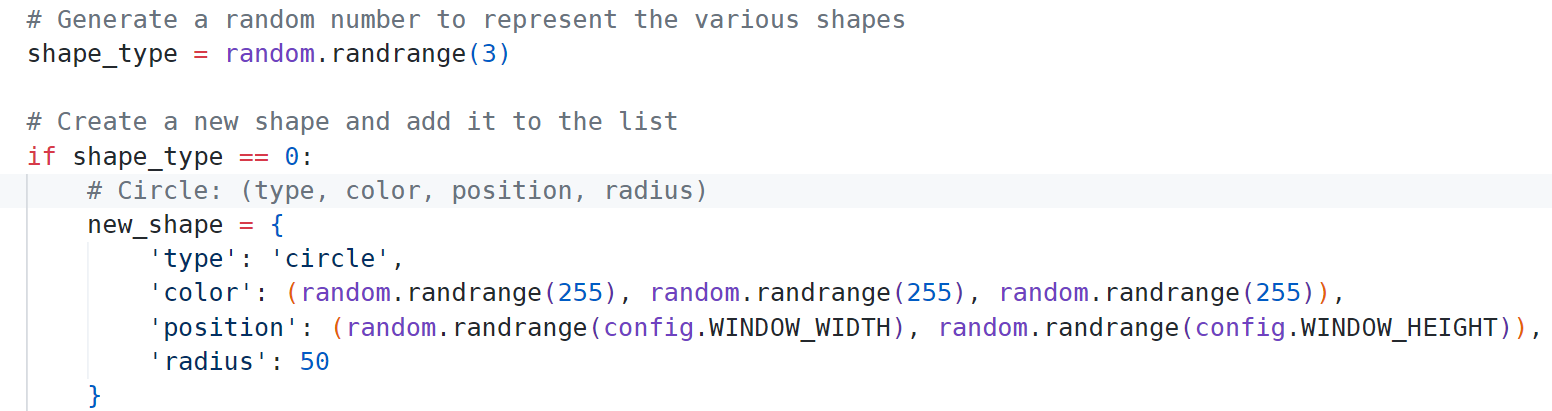 # Generate a random number to represent the various shapes
shape_type = random.randrange(3)
# Create a new shape and add it to the list
if shape_type == 0:
    # Circle: (type, color, position, radius)
    new_shape = {
        'type': 'circle',
        'color': (random.randrange(255), random.randrange(255), random.randrange(255)),
        'position': (random.randrange(config.WINDOW_WIDTH), random.randrange(config.WINDOW_HEIGHT)),
        'radius': 50
    }